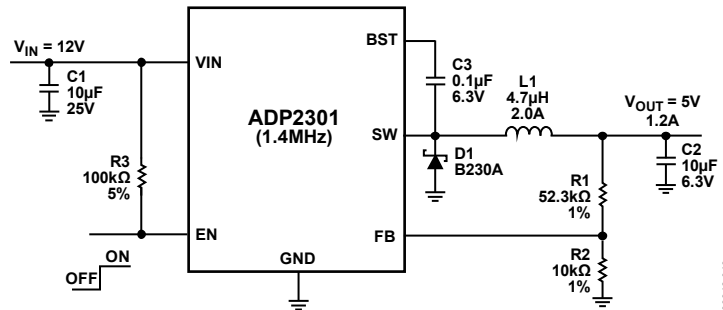 V_IN = 12V
C1
10µF
25V
R3
100kΩ
5%
ON
OFF
VIN
EN
ADP2301
(1.4MHz)
GND
BST
SW
FB
C3
0.1µF
6.3V
L1
4.7µH
2.0A
D1
B230A
V_OUT = 5V
1.2A
C2
10µF
6.3V
R1
52.3kΩ
1%
R2
10kΩ
1%